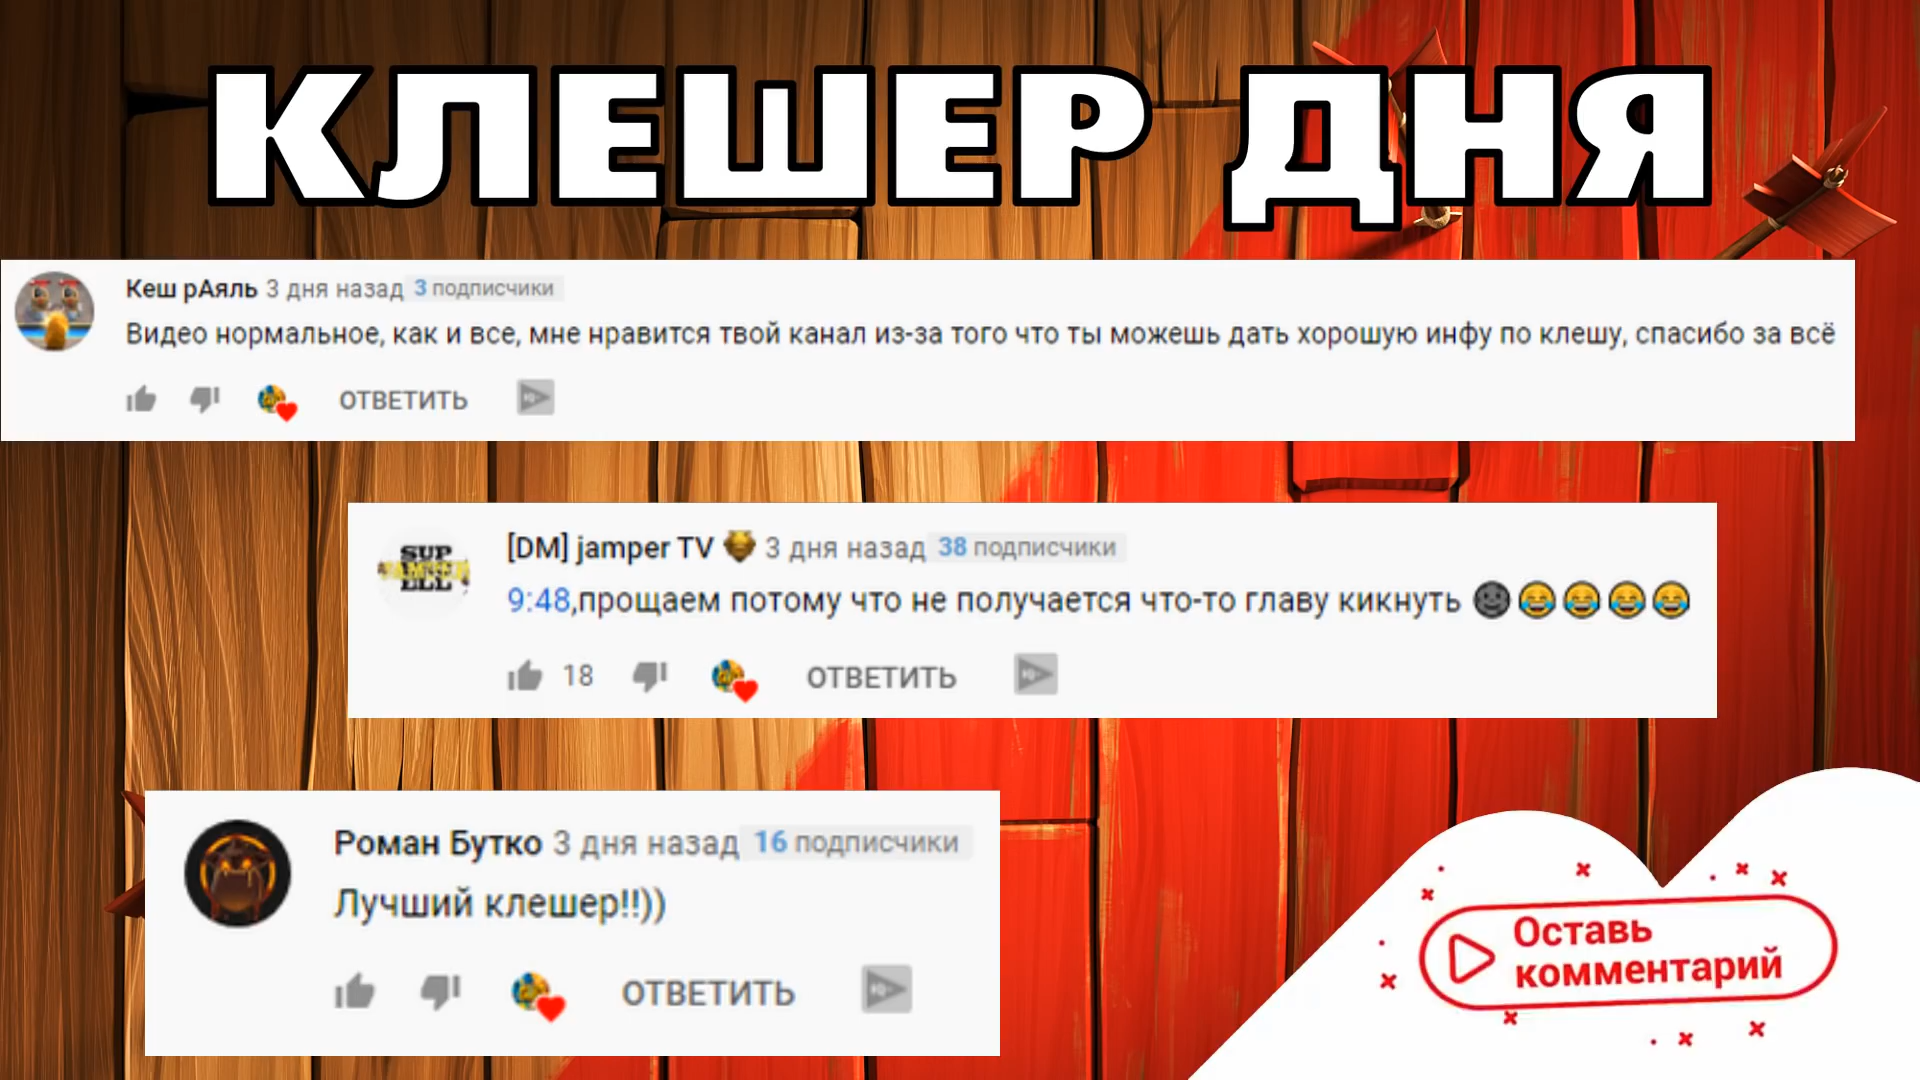 КЛЕШЕР ДНЯ
Кеш рАяль 3 дня назад 3 подписчики
Видео нормальное, как и все, мне нравится твой канал из-за того что ты можешь дать хорошую инфу по клешу, спасибо за всё
ОТВЕТИТЬ
SUP
ELL
[DM] jamper TV 3 дня назад 38 подписчики
9:48,прощаем потому что не получается что-то главу кикнуть 🌚😂😂😂😂
18 ОТВЕТИТЬ
Роман Бутко 3 дня назад 16 подписчики
Лучший клешер!!))
ОТВЕТИТЬ
Оставь
комментарий